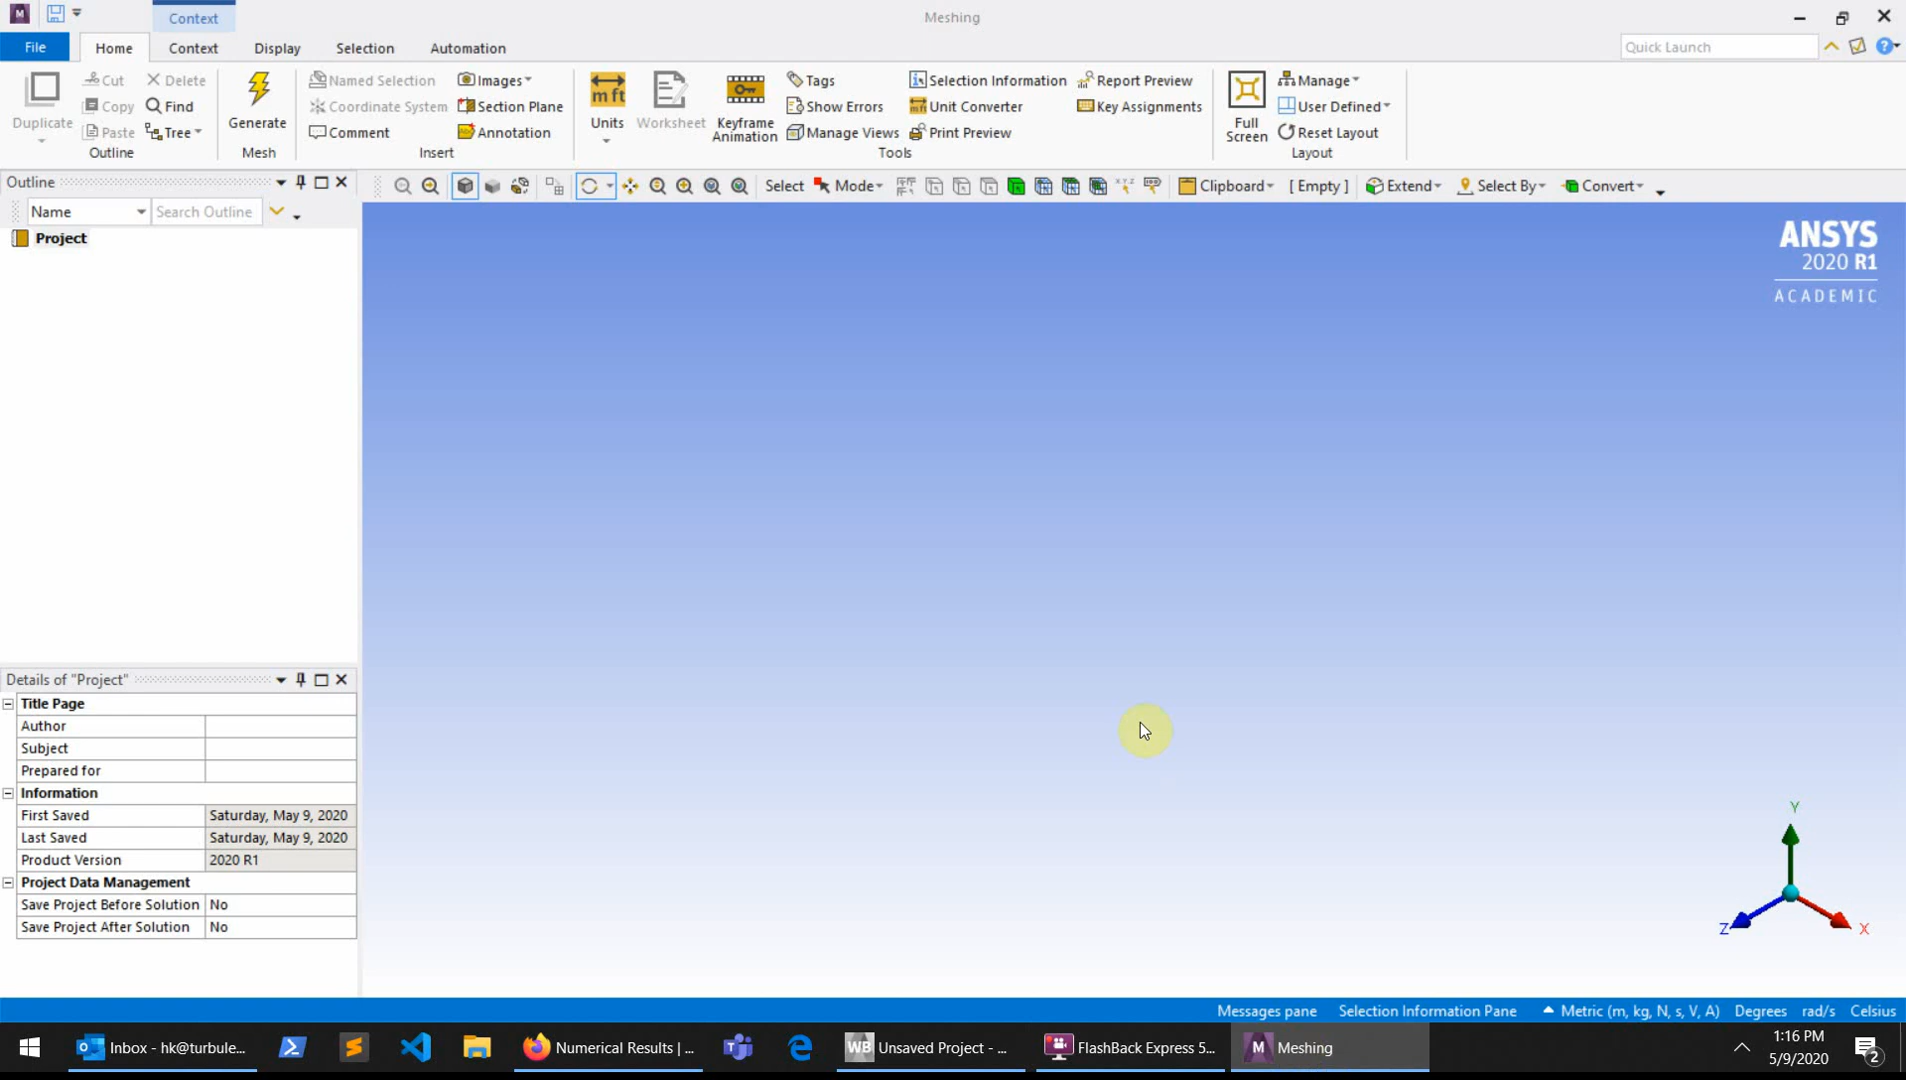 Context
Meshing
File Home Context Display Selection Automation
Quick Launch
Duplicate
Cut
Copy
Paste
Delete
Find
Tree
Outline
Generate
Mesh
Named Selection
Coordinate System
Comment
Images
Section Plane
Annotation
Insert
mft
Units
Worksheet
Keyframe
Animation
Tags
Show Errors
Manage Views
Selection Information
Unit Converter
Print Preview
Report Preview
Key Assignments
Tools
Full
Screen
Manage
User Defined
Reset Layout
Layout
Outline
Name
Search Outline
Project
Select Mode Clipboard [ Empty ] Extend Select By Convert
ANSYS
2020 R1
ACADEMIC
Details of "Project"
Title Page
Author
Subject
Prepared for
Information
First Saved Saturday, May 9, 2020
Last Saved Saturday, May 9, 2020
Product Version 2020 R1
Project Data Management
Save Project Before Solution No
Save Project After Solution No
Y
Z
X
Messages pane Selection Information Pane Metric (m, kg, N, s, V, A) Degrees rad/s Celsius
Inbox - hk@turbule...
Numerical Results | ...
WB Unsaved Project - ...
FlashBack Express 5...
M Meshing
1:16 PM
5/9/2020
2